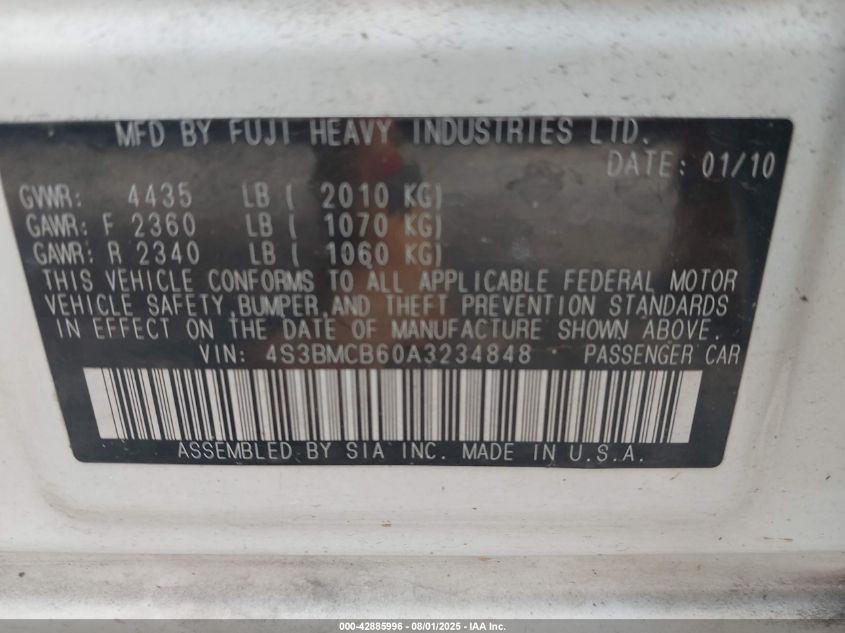 MFD BY FUJI HEAVY INDUSTRIES LTD.
DATE: 01/10
GVWR: 4435 LB ( 2010 KG)
GAWR: F 2360 LB ( 1070 KG)
GAWR: R 2340 LB ( 1060 KG)
THIS VEHICLE CONFORMS TO ALL APPLICABLE FEDERAL MOTOR
VEHICLE SAFETY,BUMPER,AND THEFT PREVENTION STANDARDS
IN EFFECT ON THE DATE OF MANUFACTURE SHOWN ABOVE.
VIN: 4S3BMCB60A3234848 PASSENGER CAR
ASSEMBLED BY SIA INC. MADE IN U.S.A.
000-42885996 - 08/01/2025 - IAA Inc.